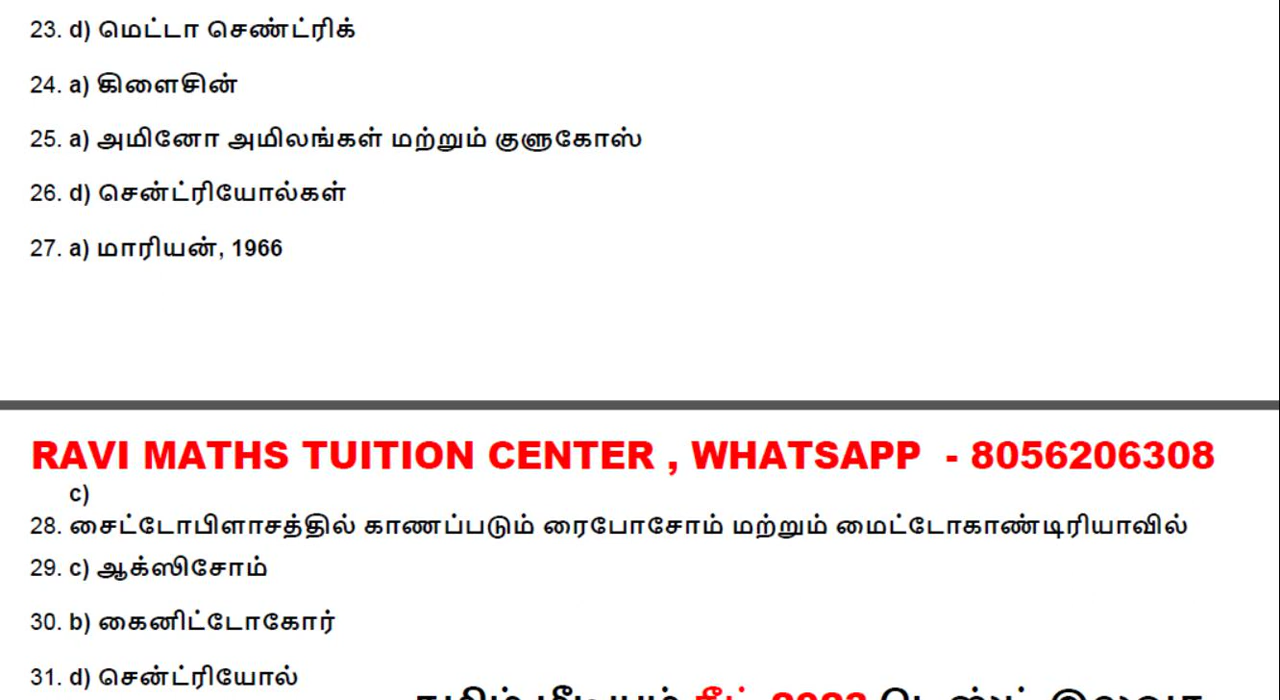 23. d) மெட்டா செண்ட்ரிக்
24. a) கிளைசின்
25. a) அமினோ அமிலங்கள் மற்றும் குளுகோஸ்
26. d) சென்ட்ரியோல்கள்
27. a) மாரியன், 1966
RAVI MATHS TUITION CENTER , WHATSAPP - 8056206308
c)
28. சைட்டோபிளாசத்தில் காணப்படும் ரைபோசோம் மற்றும் மைட்டோகாண்டிரியாவில்
29. c) ஆக்ஸிசோம்
30. b) கைனிட்டோகோர்
31. d) சென்ட்ரியோல்